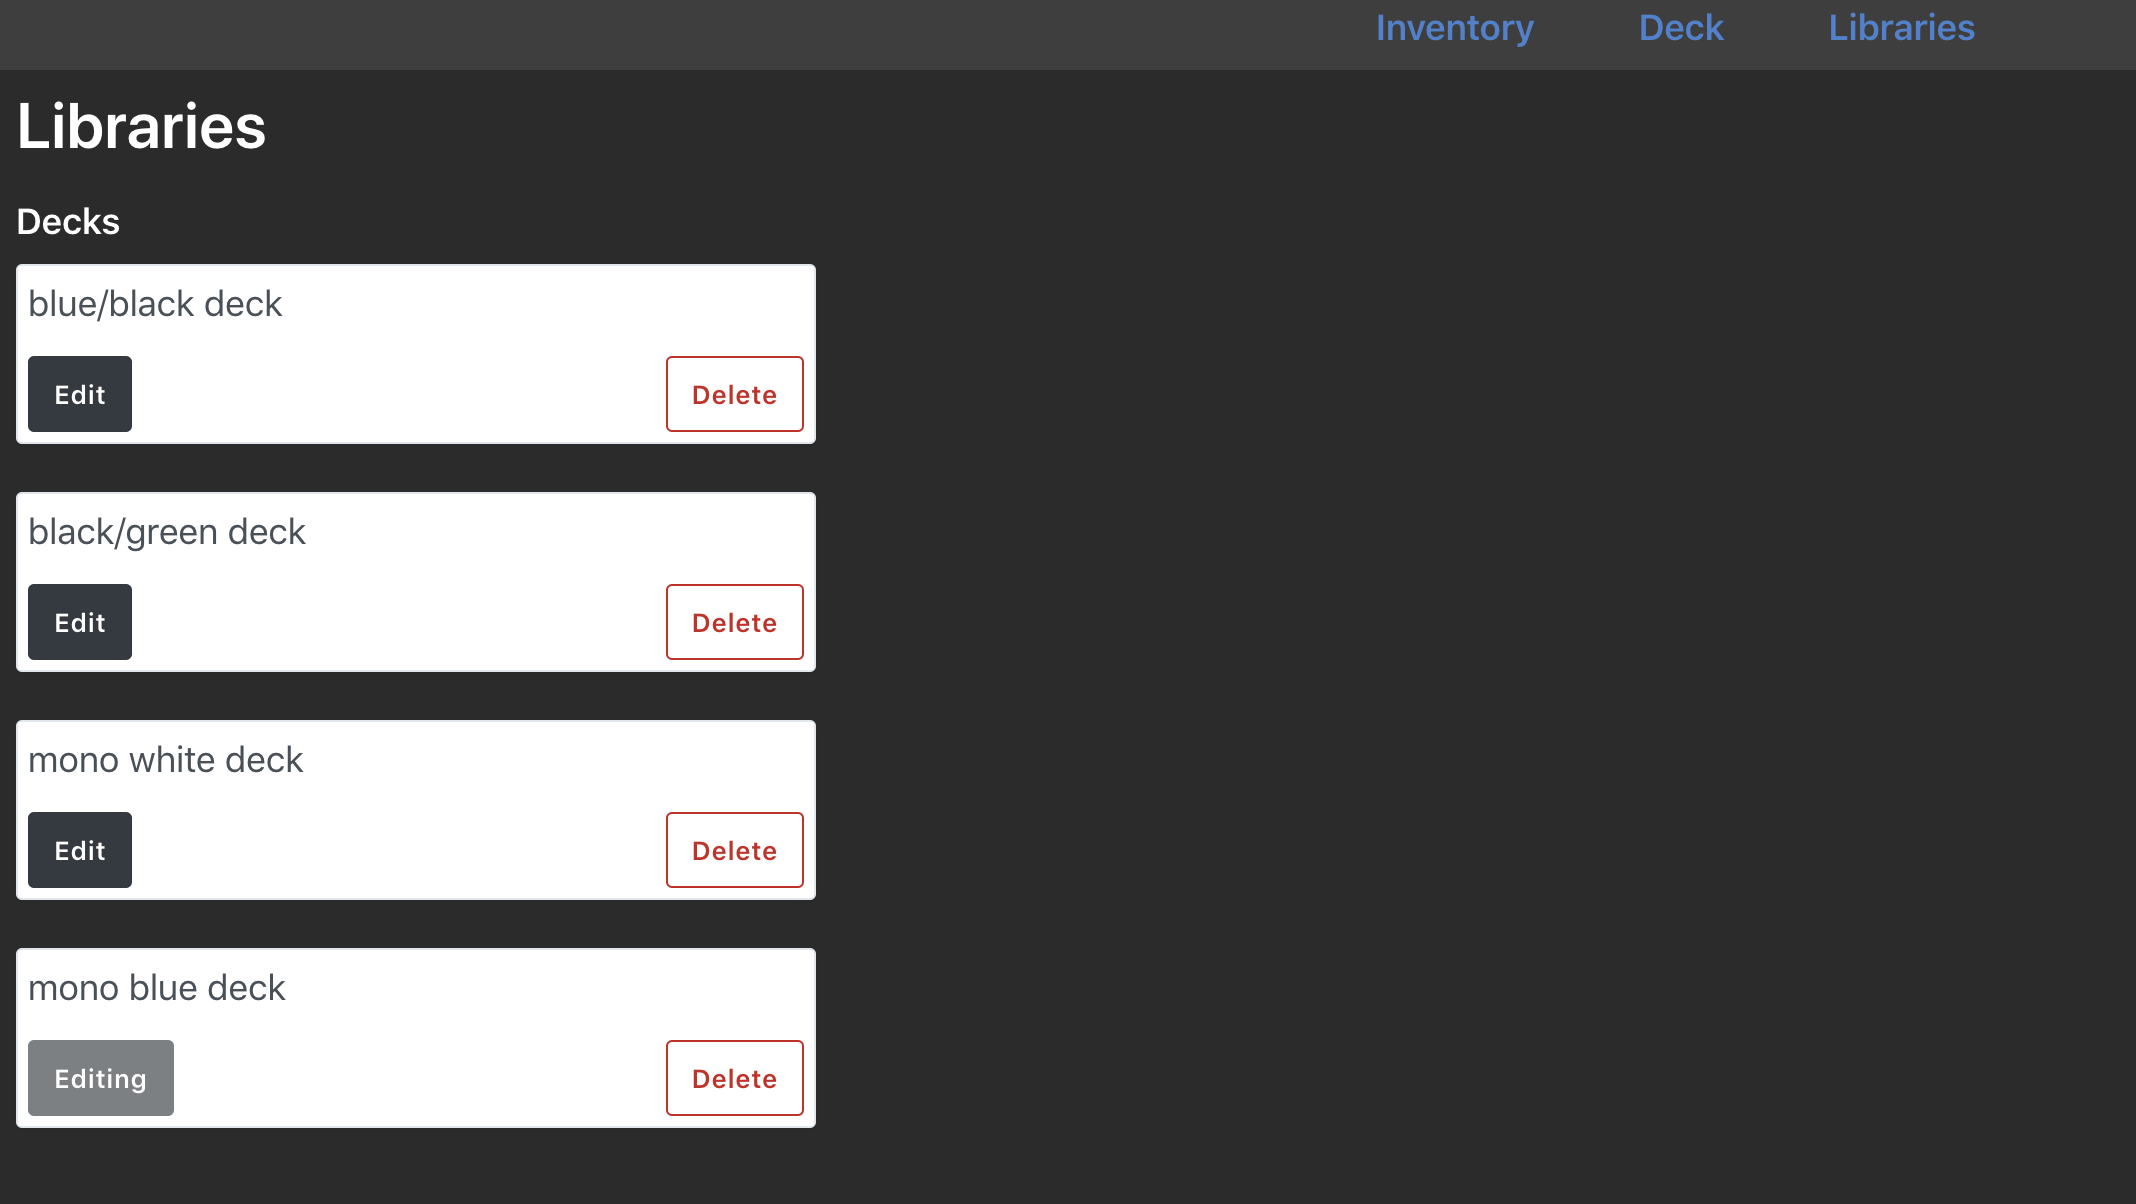 Inventory Deck Libraries
Libraries
Decks
blue/black deck
Edit Delete
black/green deck
Edit Delete
mono white deck
Edit Delete
mono blue deck
Editing Delete